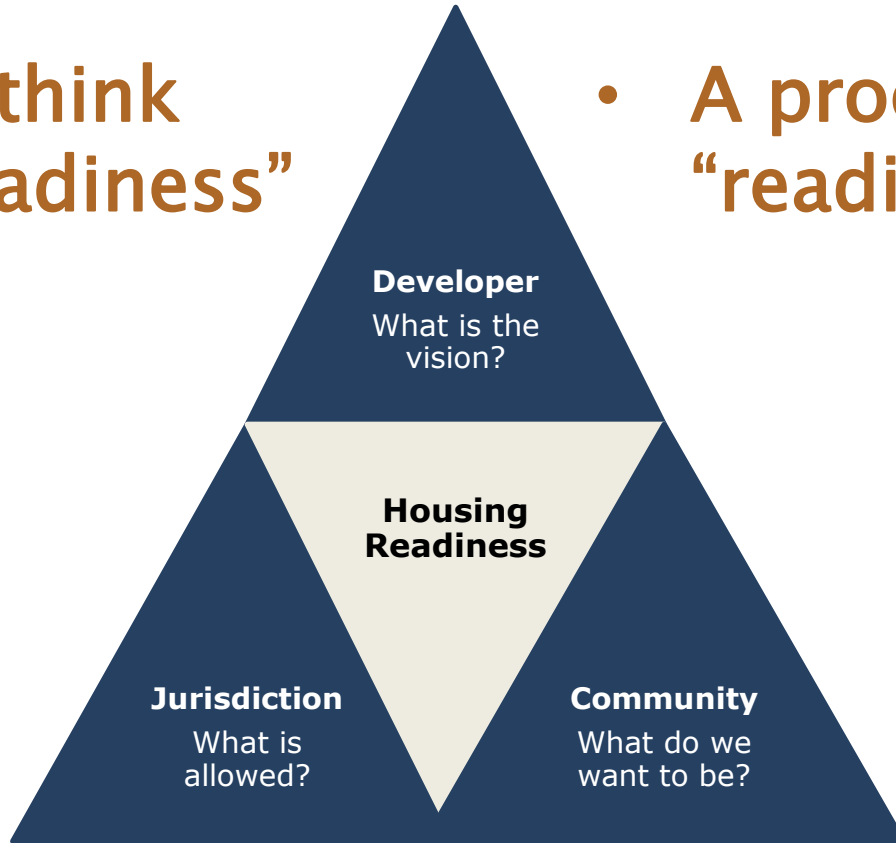 think
adiness”
• A pro
“readi
Developer
What is the
vision?
Housing
Readiness
Jurisdiction
What is
allowed?
Community
What do we
want to be?